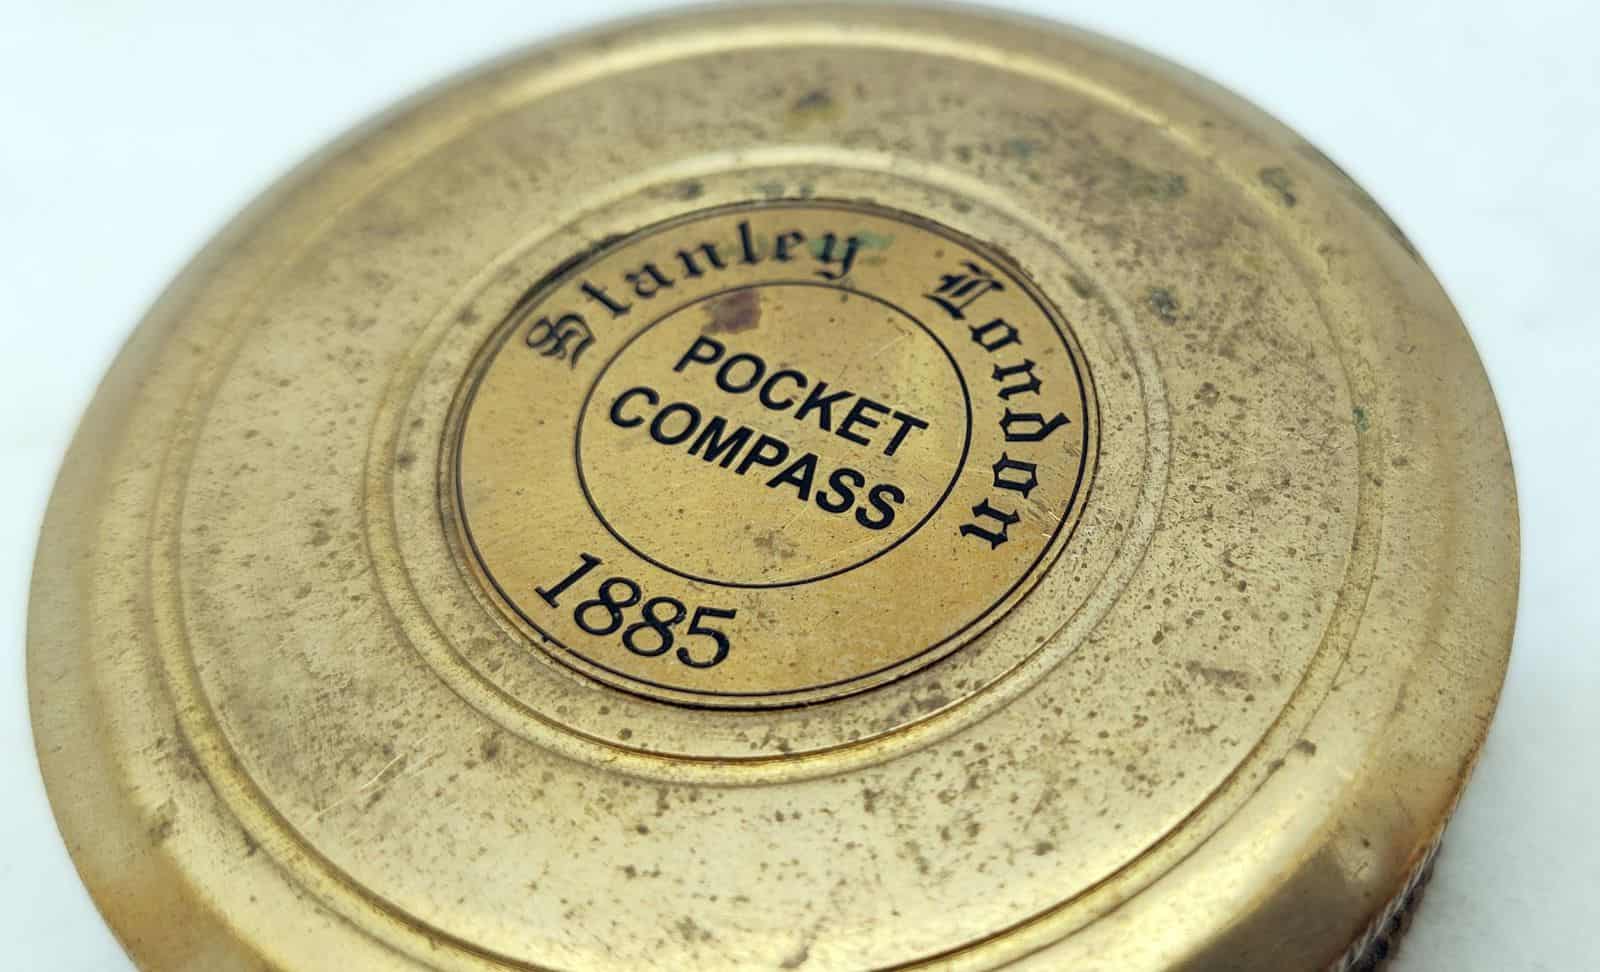 Stanley London
POCKET
COMPASS
1885